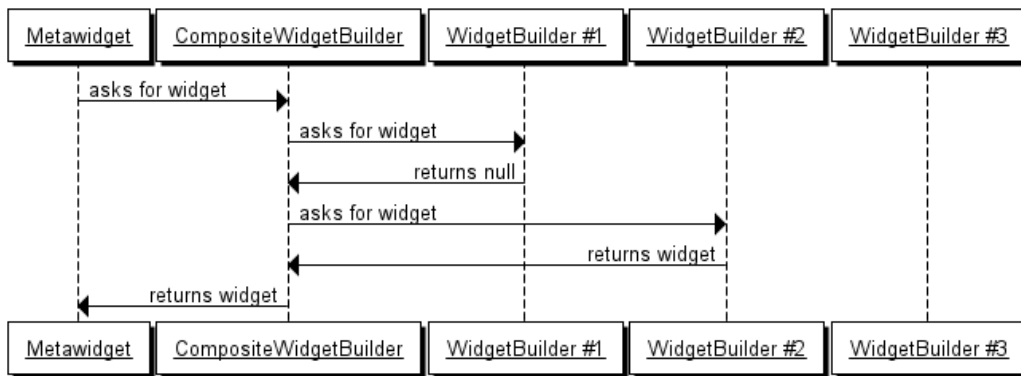 Metawidget
CompositeWidgetBuilder
WidgetBuilder #1
WidgetBuilder #2
WidgetBuilder #3
asks for widget
asks for widget
returns null
asks for widget
returns widget
returns widget
Metawidget
CompositeWidgetBuilder
WidgetBuilder #1
WidgetBuilder #2
WidgetBuilder #3